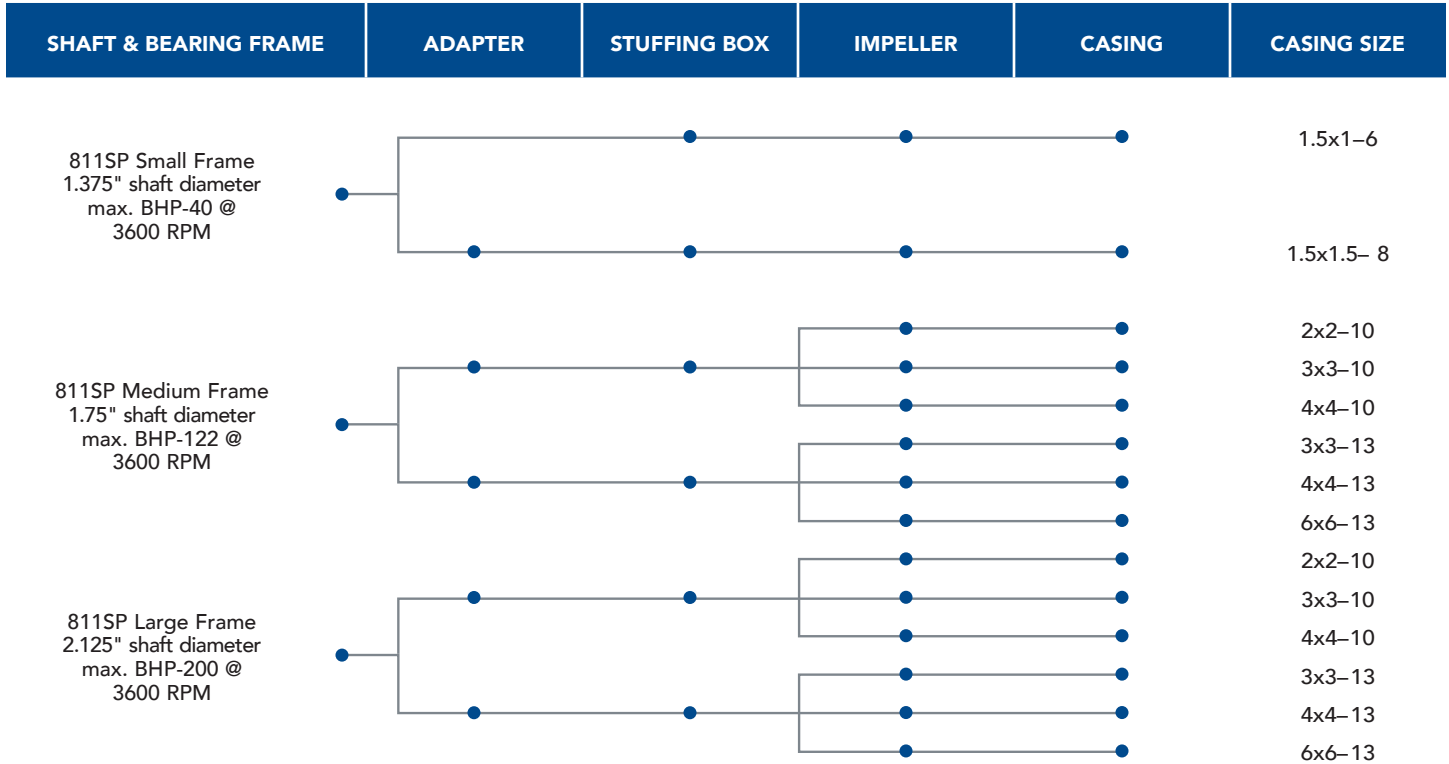 SHAFT & BEARING FRAME
ADAPTER
STUFFING BOX
IMPELLER
CASING
CASING SIZE
811SP Small Frame
1.375" shaft diameter
max. BHP-40 @
3600 RPM
1.5x1–6
1.5x1.5– 8
811SP Medium Frame
1.75" shaft diameter
max. BHP-122 @
3600 RPM
2x2–10
3x3–10
4x4–10
3x3–13
4x4–13
6x6–13
811SP Large Frame
2.125" shaft diameter
max. BHP-200 @
3600 RPM
2x2–10
3x3–10
4x4–10
3x3–13
4x4–13
6x6–13